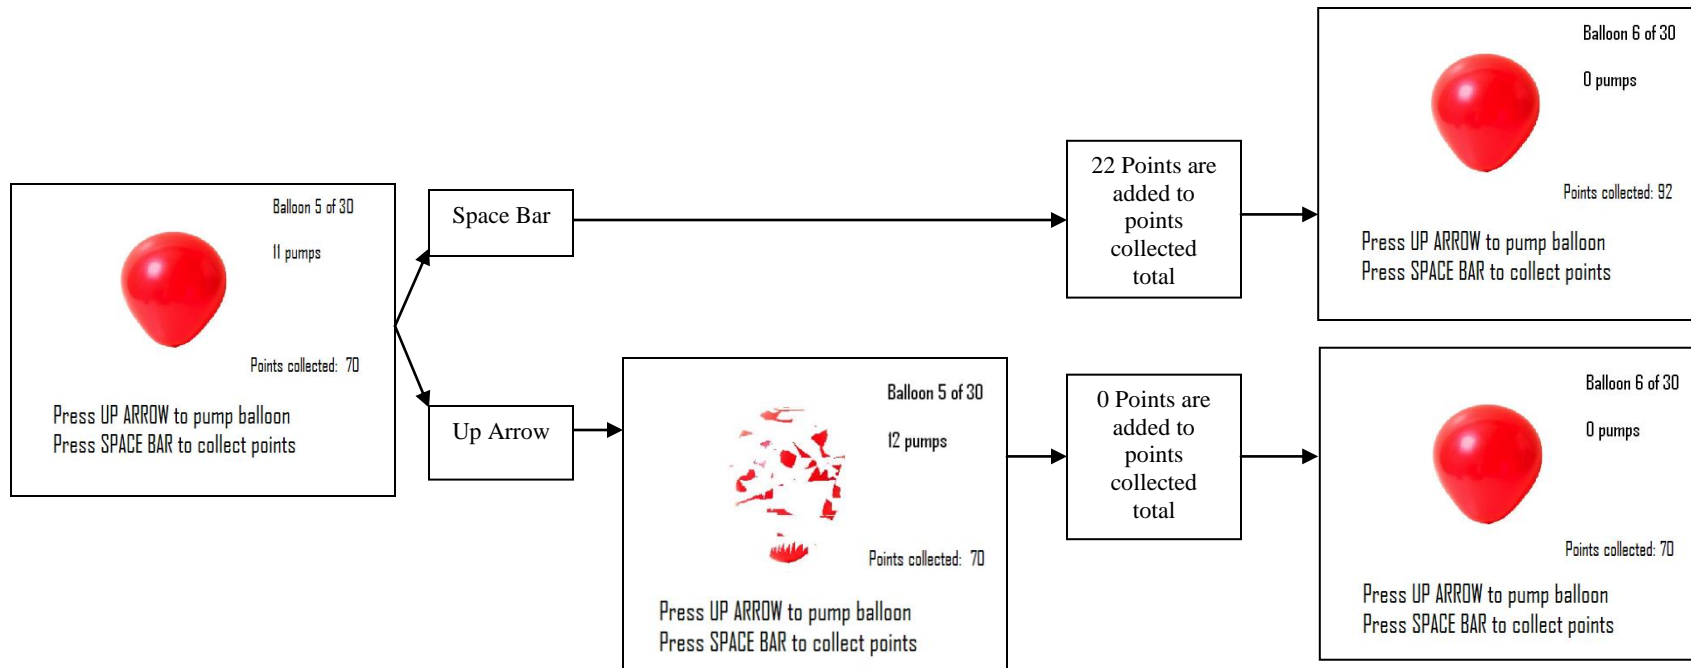 Balloon 5 of 30
11 pumps
Points collected: 70
Press UP ARROW to pump balloon
Press SPACE BAR to collect points
Space Bar
22 Points are
added to
points
collected
total
Balloon 6 of 30
0 pumps
Points collected: 92
Press UP ARROW to pump balloon
Press SPACE BAR to collect points
Up Arrow
Balloon 5 of 30
12 pumps
Points collected: 70
Press UP ARROW to pump balloon
Press SPACE BAR to collect points
0 Points are
added to
points
collected
total
Balloon 6 of 30
0 pumps
Points collected: 70
Press UP ARROW to pump balloon
Press SPACE BAR to collect points